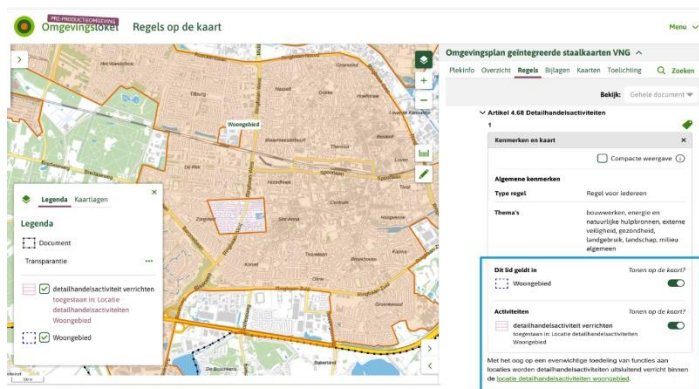 PRE-PRODUCTIEOMGEVING
Omgevingsloket
Regels op de kaart
Menu
Omgevingsplan geïntegreerde staalkaarten VNG
Plekinfo Overzicht Regels Bijlagen Kaarten Toelichting Zoeken
Bekijk: Gehele document
Artikel 4.68 Detailhandelsactiviteiten
1
Kenmerken en kaart
Compacte weergave
Algemene kenmerken
Type regel Regel voor iedereen
Thema's bouwwerken, energie en
natuurlijke hulpbronnen, externe
veiligheid, gezondheid,
landgebruik, landschap, milieu
algemeen
Dit lid geldt in Tonen op de kaart?
Woongebied
Activiteiten Tonen op de kaart?
detailhandelsactiviteit verrichten
toegestaan in: Locatie detailhandelsactiviteiten
Woongebied
Met het oog op een evenwichtige toedeling van functies aan
locaties worden detailhandelsactiviteiten uitsluitend verricht binnen
de locatie detailhandelsactiviteiten woongebied.
Tilburg
Woongebied
Legenda Kaartlagen
Legenda
Document
Transparantie
detailhandelsactiviteit verrichten
toegestaan in: Locatie
detailhandelsactiviteiten
Woongebied
Woongebied